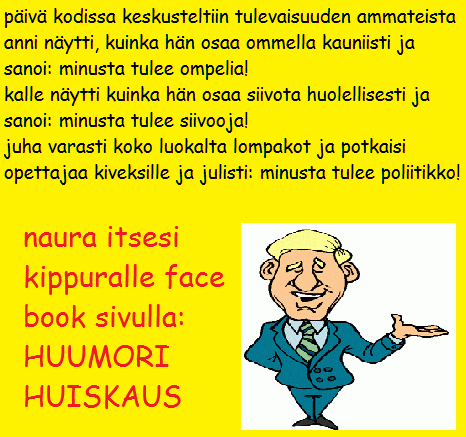 päivä kodissa keskusteltiin tulevaisuuden ammateista
anni näytti, kuinka hän osaa ommella kauniisti ja
sanoi: minusta tulee ompelia!
kalle näytti kuinka hän osaa siivota huolellisesti ja
sanoi: minusta tulee siivooja!
juha varasti koko luokalta lompakot ja potkaisi
opettajaa kiveksille ja julisti: minusta tulee poliitikko!
naura itsesi
kippuralle face
book sivulla:
HUUMORI
HUISKAUS